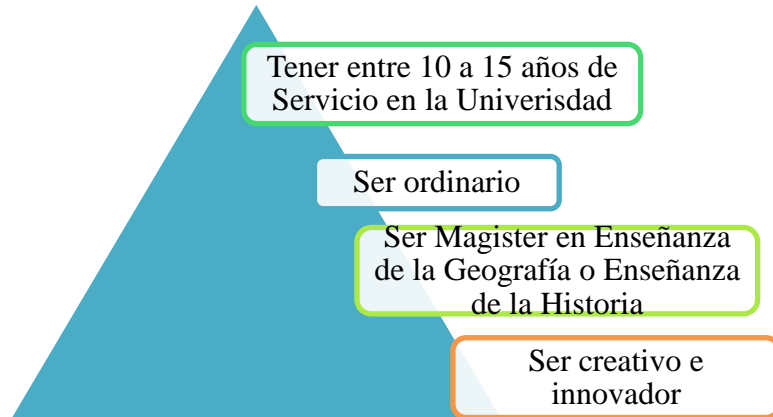 Tener entre 10 a 15 años de
Servicio en la Univerisdad
Ser ordinario
Ser Magister en Enseñanza
de la Geografía o Enseñanza
de la Historia
Ser creativo e
innovador